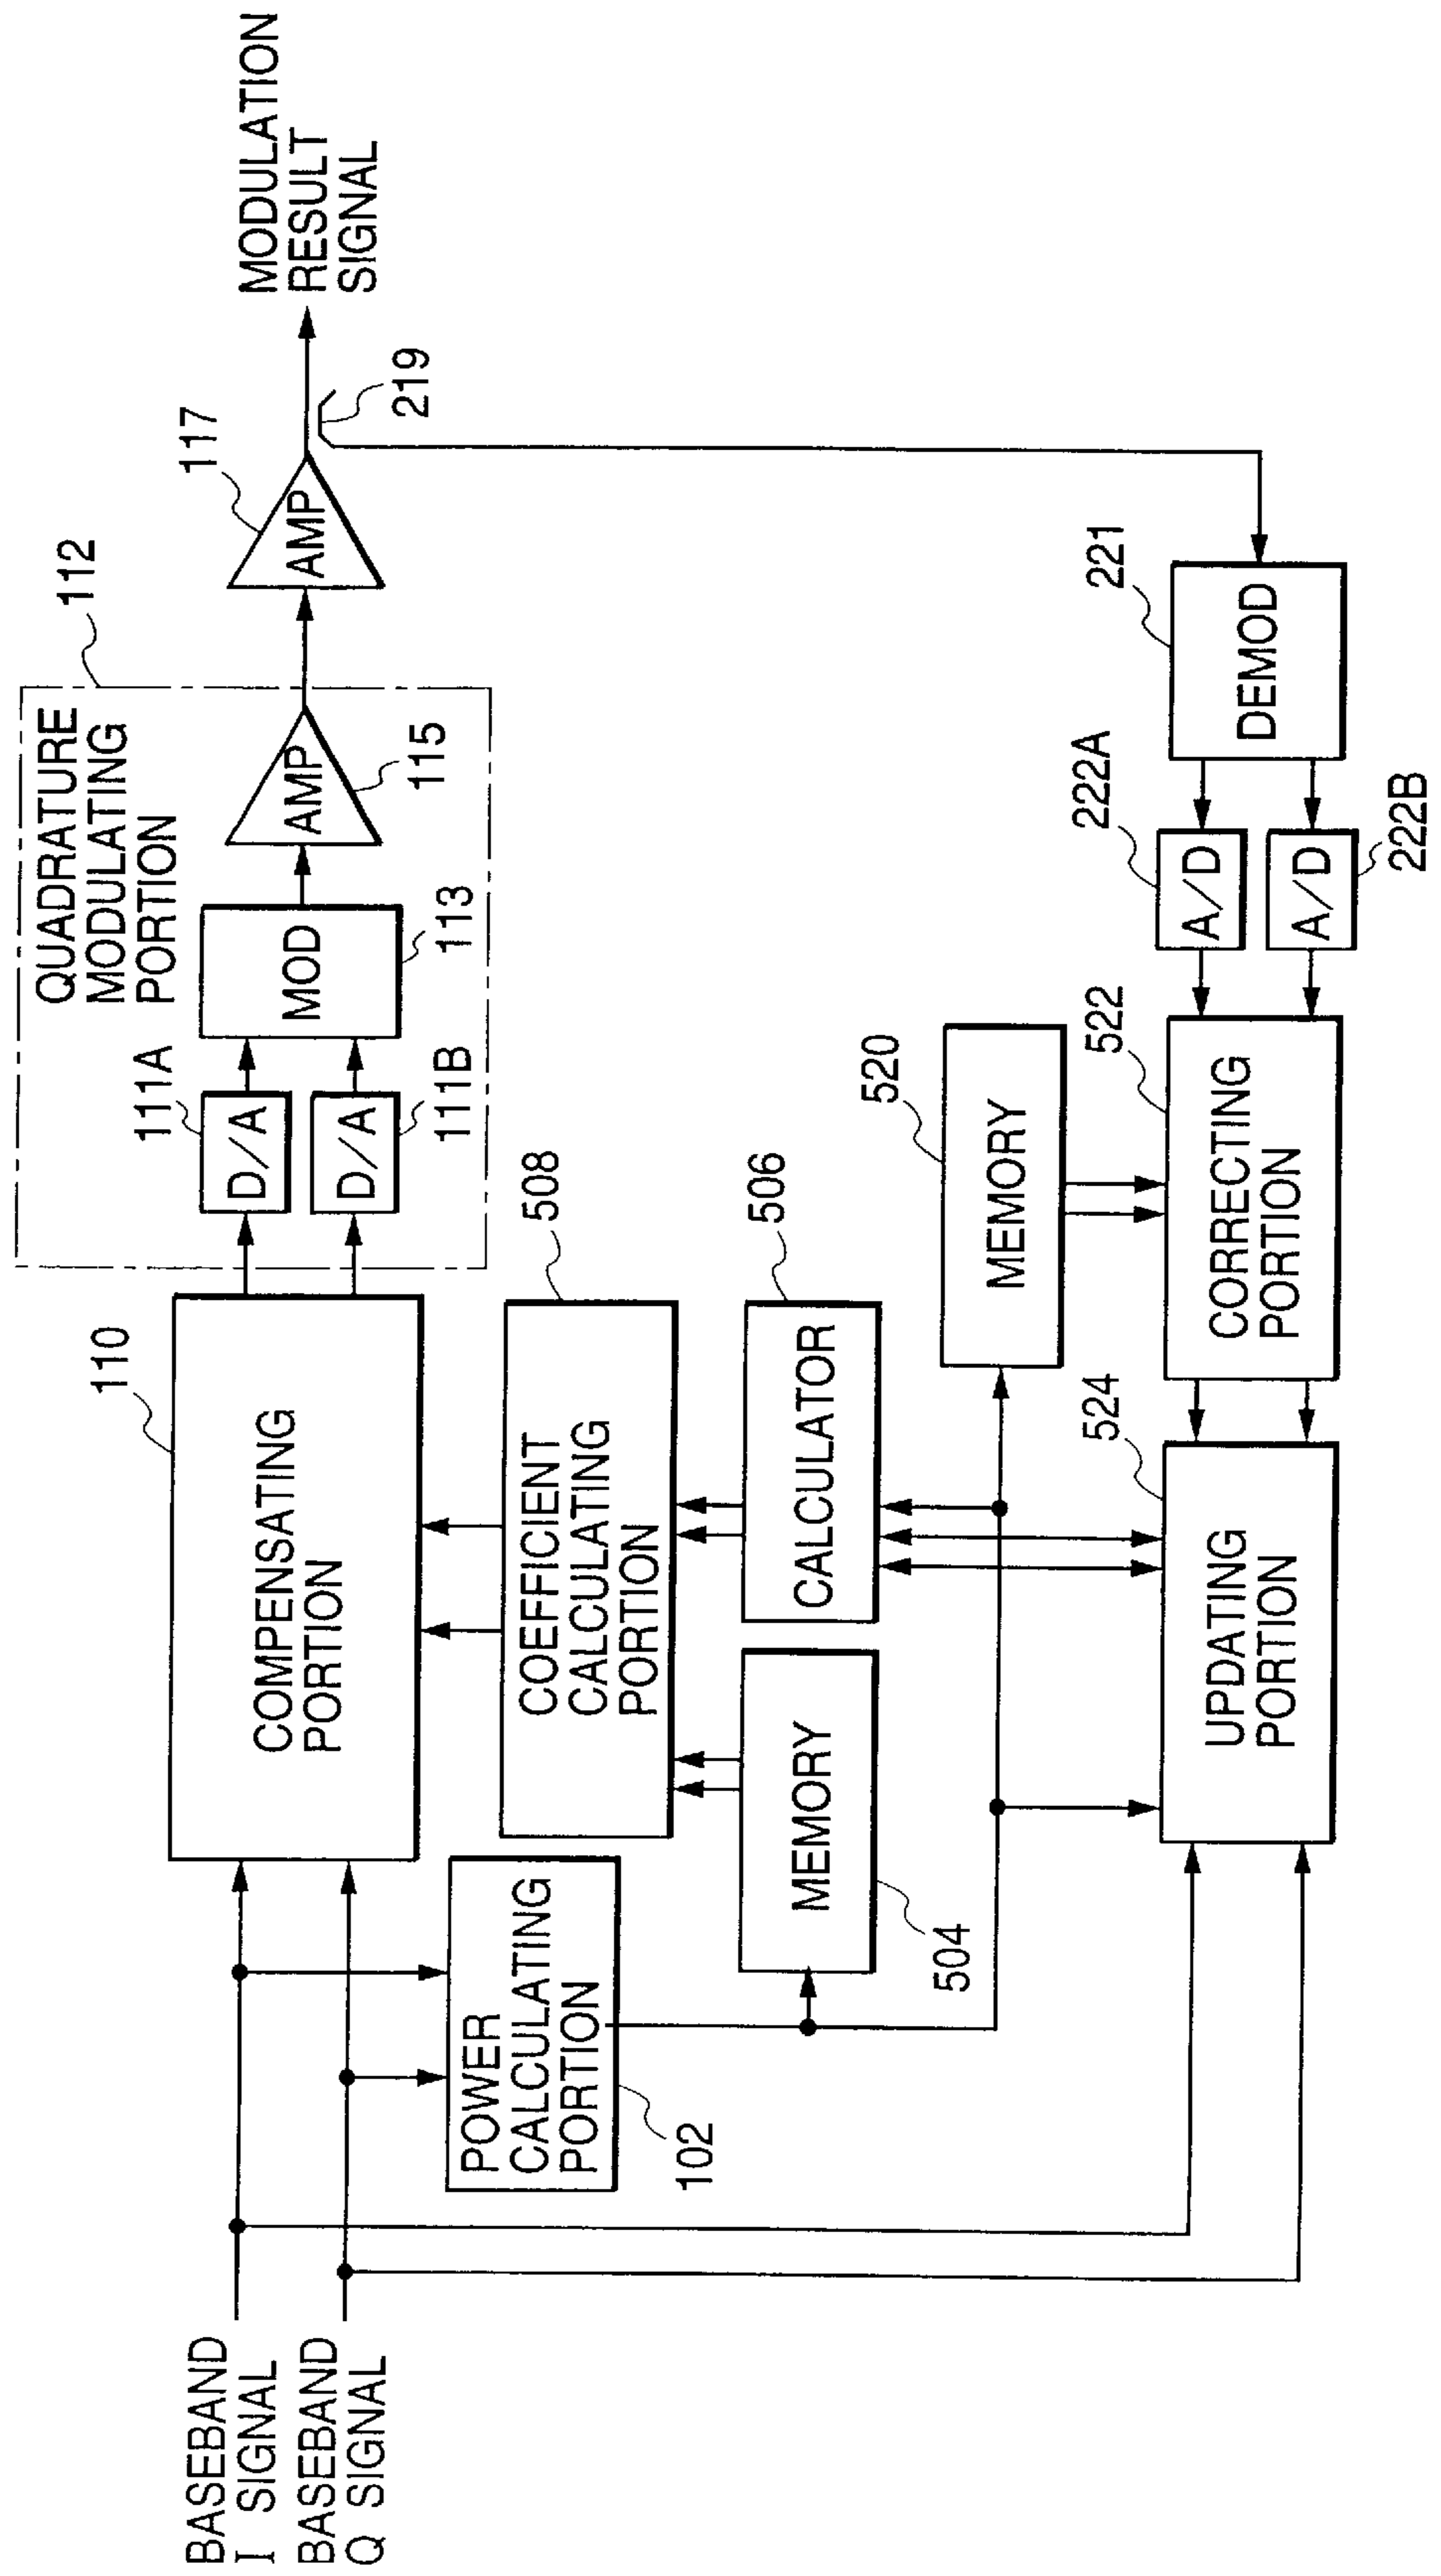 BASEBAND
I SIGNAL
BASEBAND
Q SIGNAL
POWER
CALCULATING
PORTION
102
110
COMPENSATING
PORTION
508
COEFFICIENT
CALCULATING
PORTION
MEMORY
504
506
CALCULATOR
QUADRATURE
MODULATING
PORTION
112
111A
D/A
D/A
111B
MOD
113
AMP
115
117
AMP
219
MODULATION
RESULT
SIGNAL
520
MEMORY
524
UPDATING
PORTION
522
CORRECTING
PORTION
222A
A/D
A/D
222B
221
DEMOD